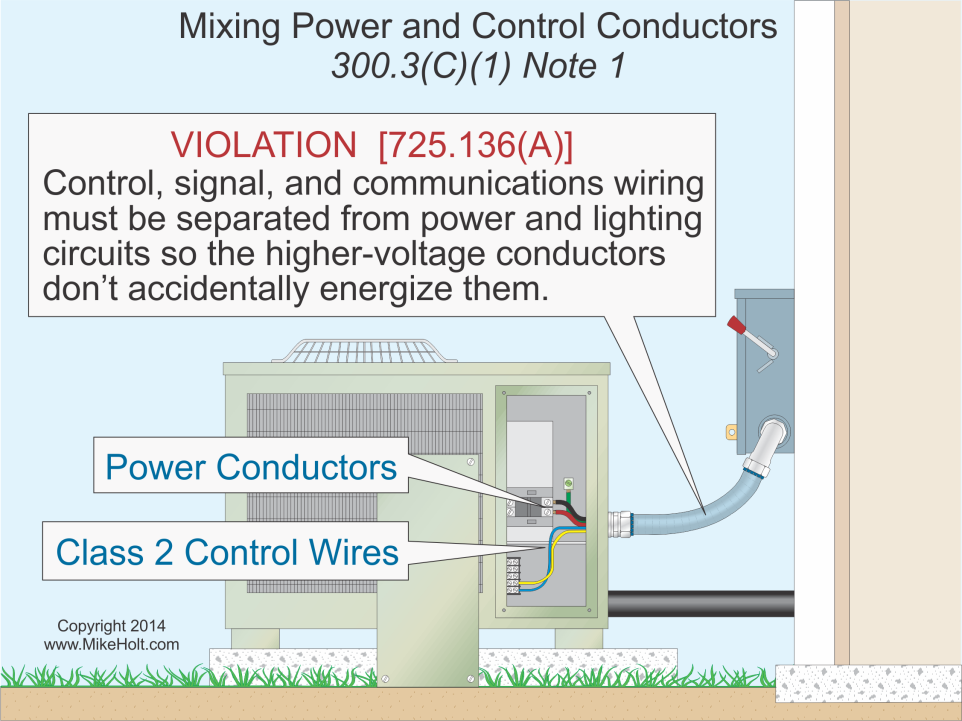 Mixing Power and Control Conductors
300.3(C)(1) Note 1
VIOLATION [725.136(A)]
Control, signal, and communications wiring
must be separated from power and lighting
circuits so the higher-voltage conductors
don’t accidentally energize them.
Power Conductors
Class 2 Control Wires
Copyright 2014
www.MikeHolt.com